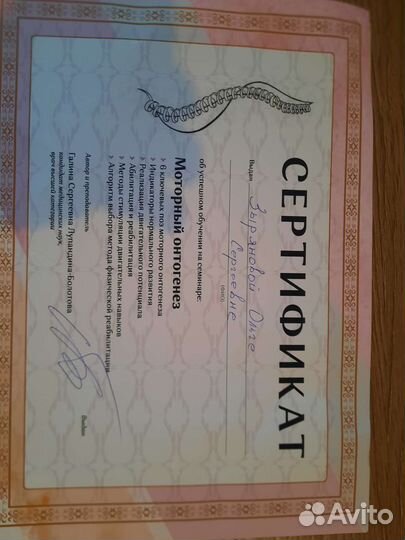 СЕРТИФИКАТ
Выдан Зыряновой Ольге
Сергеевне
(ФИО)
об успешном обучении на семинаре:
Моторный онтогенез
› 6 ключевых поз моторного онтогенеза
› Индикаторы нормального развития
› Реализация двигательного потенциала
› Абилитация и реабилитация
› Методы стимуляции двигательных навыков
› Алгоритм выбора метода физической реабилитации
Автор и преподаватель
Галина Сергеевна Лупандина-Болотова
кандидат медицинских наук,
врач высшей категории
Выдан
Avito